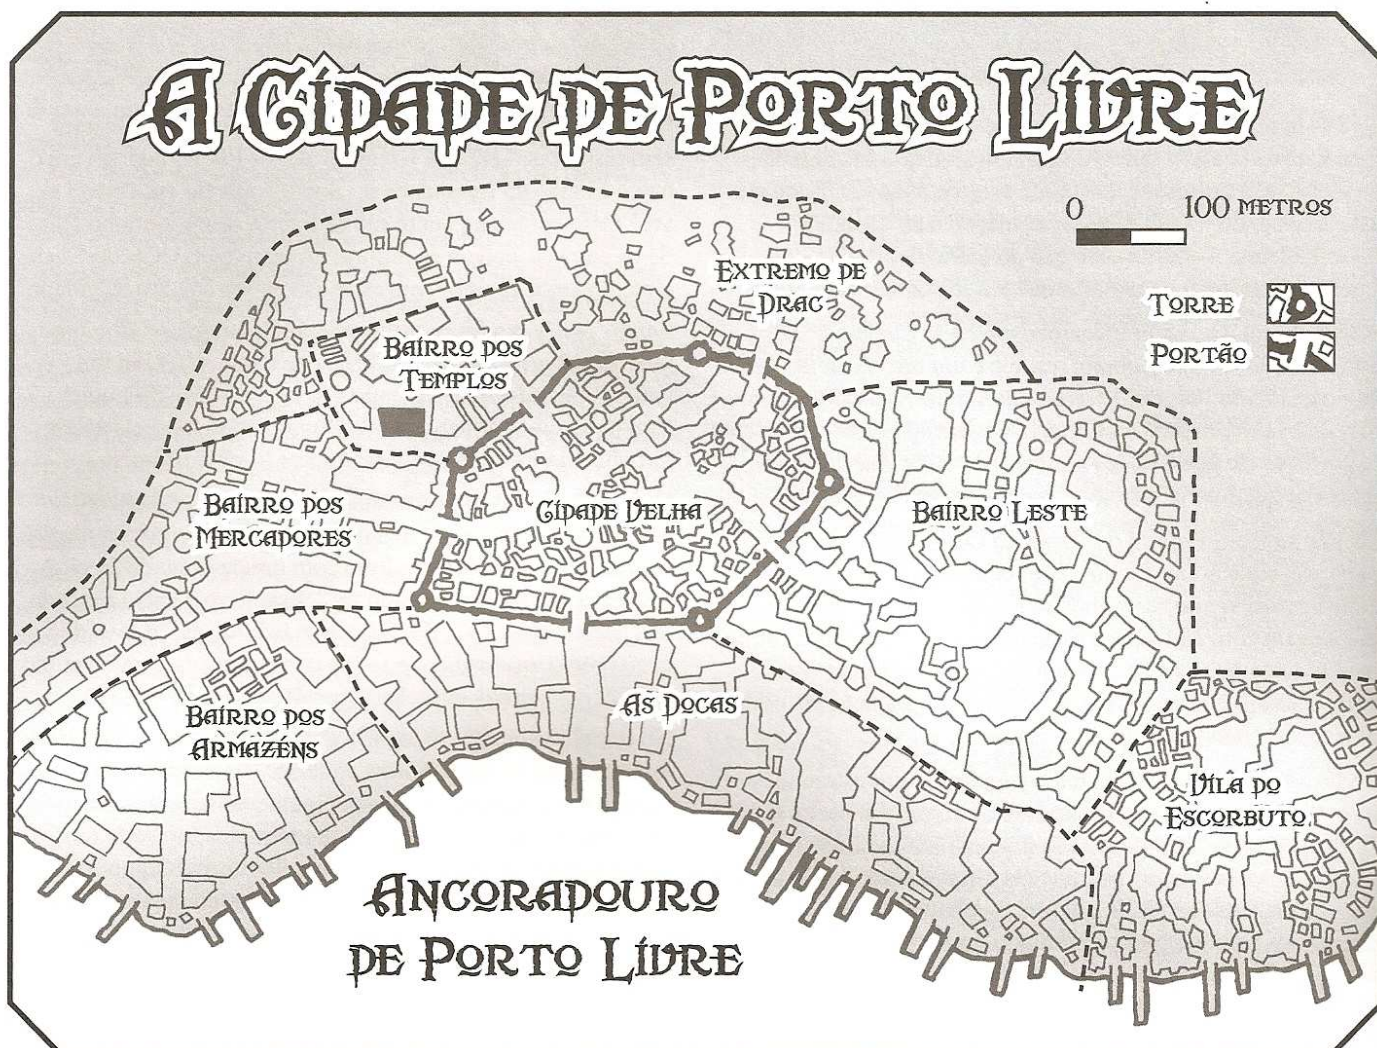 A Cidade de Porto Livre
0 100 metros
Extremo de
Drac
Torre
Portão
Bairro dos
Templos
Bairro dos
Mercadores
Cidade Velha
Bairro Leste
Bairro dos
Armazéns
As Docas
Vila do
Escorbuto
Ancoradouro
de Porto Livre